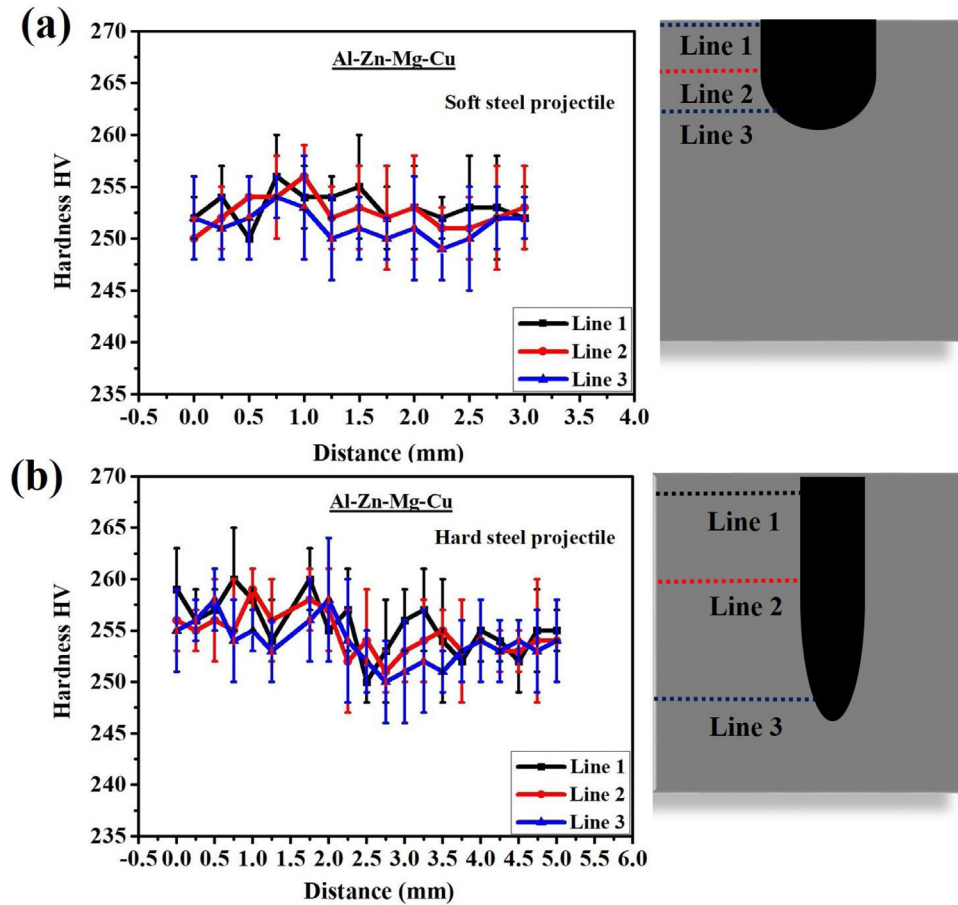 (a)
Al-Zn-Mg-Cu
Soft steel projectile
Hardness HV
270
265
260
255
250
245
240
235
Line 1
Line 2
Line 3
-0.5 0.0 0.5 1.0 1.5 2.0 2.5 3.0 3.5 4.0
Distance (mm)
Line 1
Line 2
Line 3
(b)
Al-Zn-Mg-Cu
Hard steel projectile
Hardness HV
270
265
260
255
250
245
240
235
Line 1
Line 2
Line 3
-0.5 0.0 0.5 1.0 1.5 2.0 2.5 3.0 3.5 4.0 4.5 5.0 5.5 6.0
Distance (mm)
Line 1
Line 2
Line 3